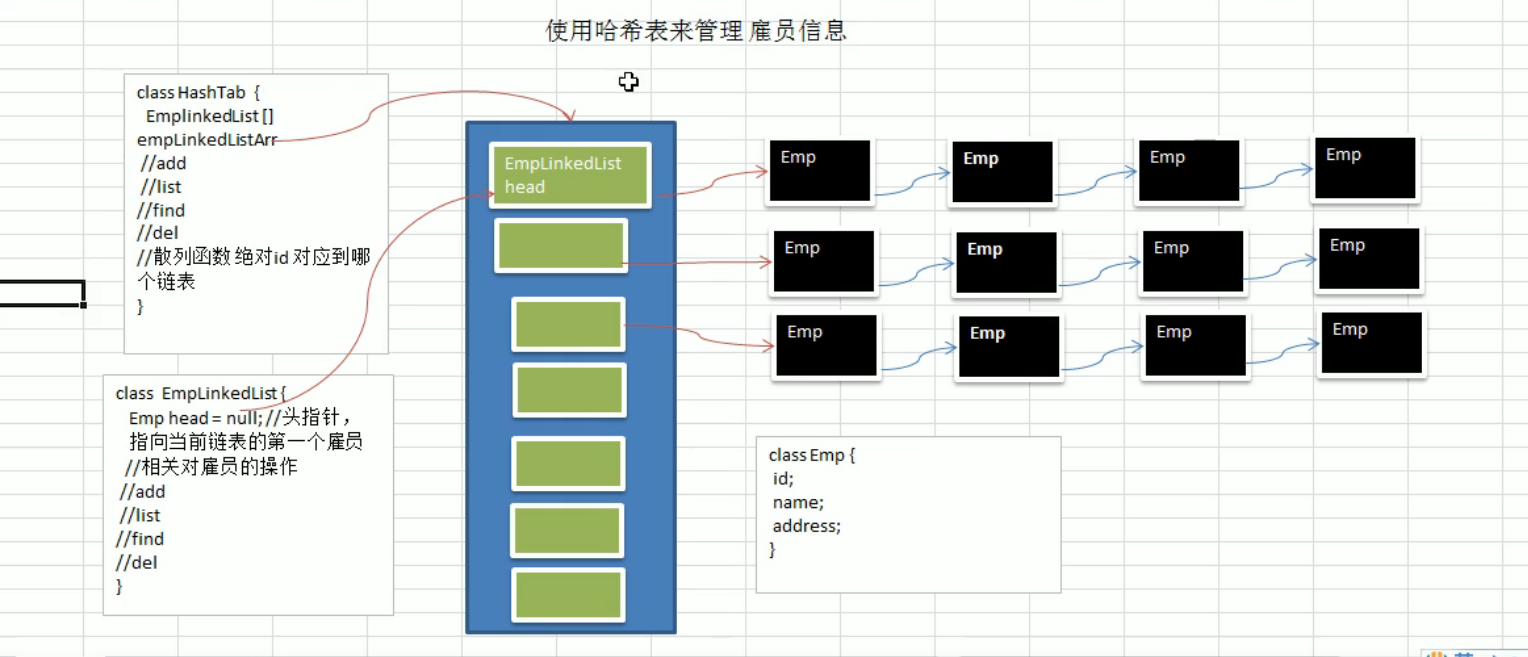 使用哈希表来管理 雇员信息
class HashTab {
EmplinkedList []
empLinkedListArr
//add
//list
//find
//del
//散列函数 绝对id 对应到哪
个链表
}
class EmpLinkedList {
Emp head = null; //头指针，
指向当前链表的第一个雇员
//相关对雇员的操作
//add
//list
//find
//del
}
EmpLinkedList
head
Emp
Emp
Emp
Emp
Emp
Emp
Emp
Emp
Emp
Emp
Emp
Emp
class Emp {
id;
name;
address;
}